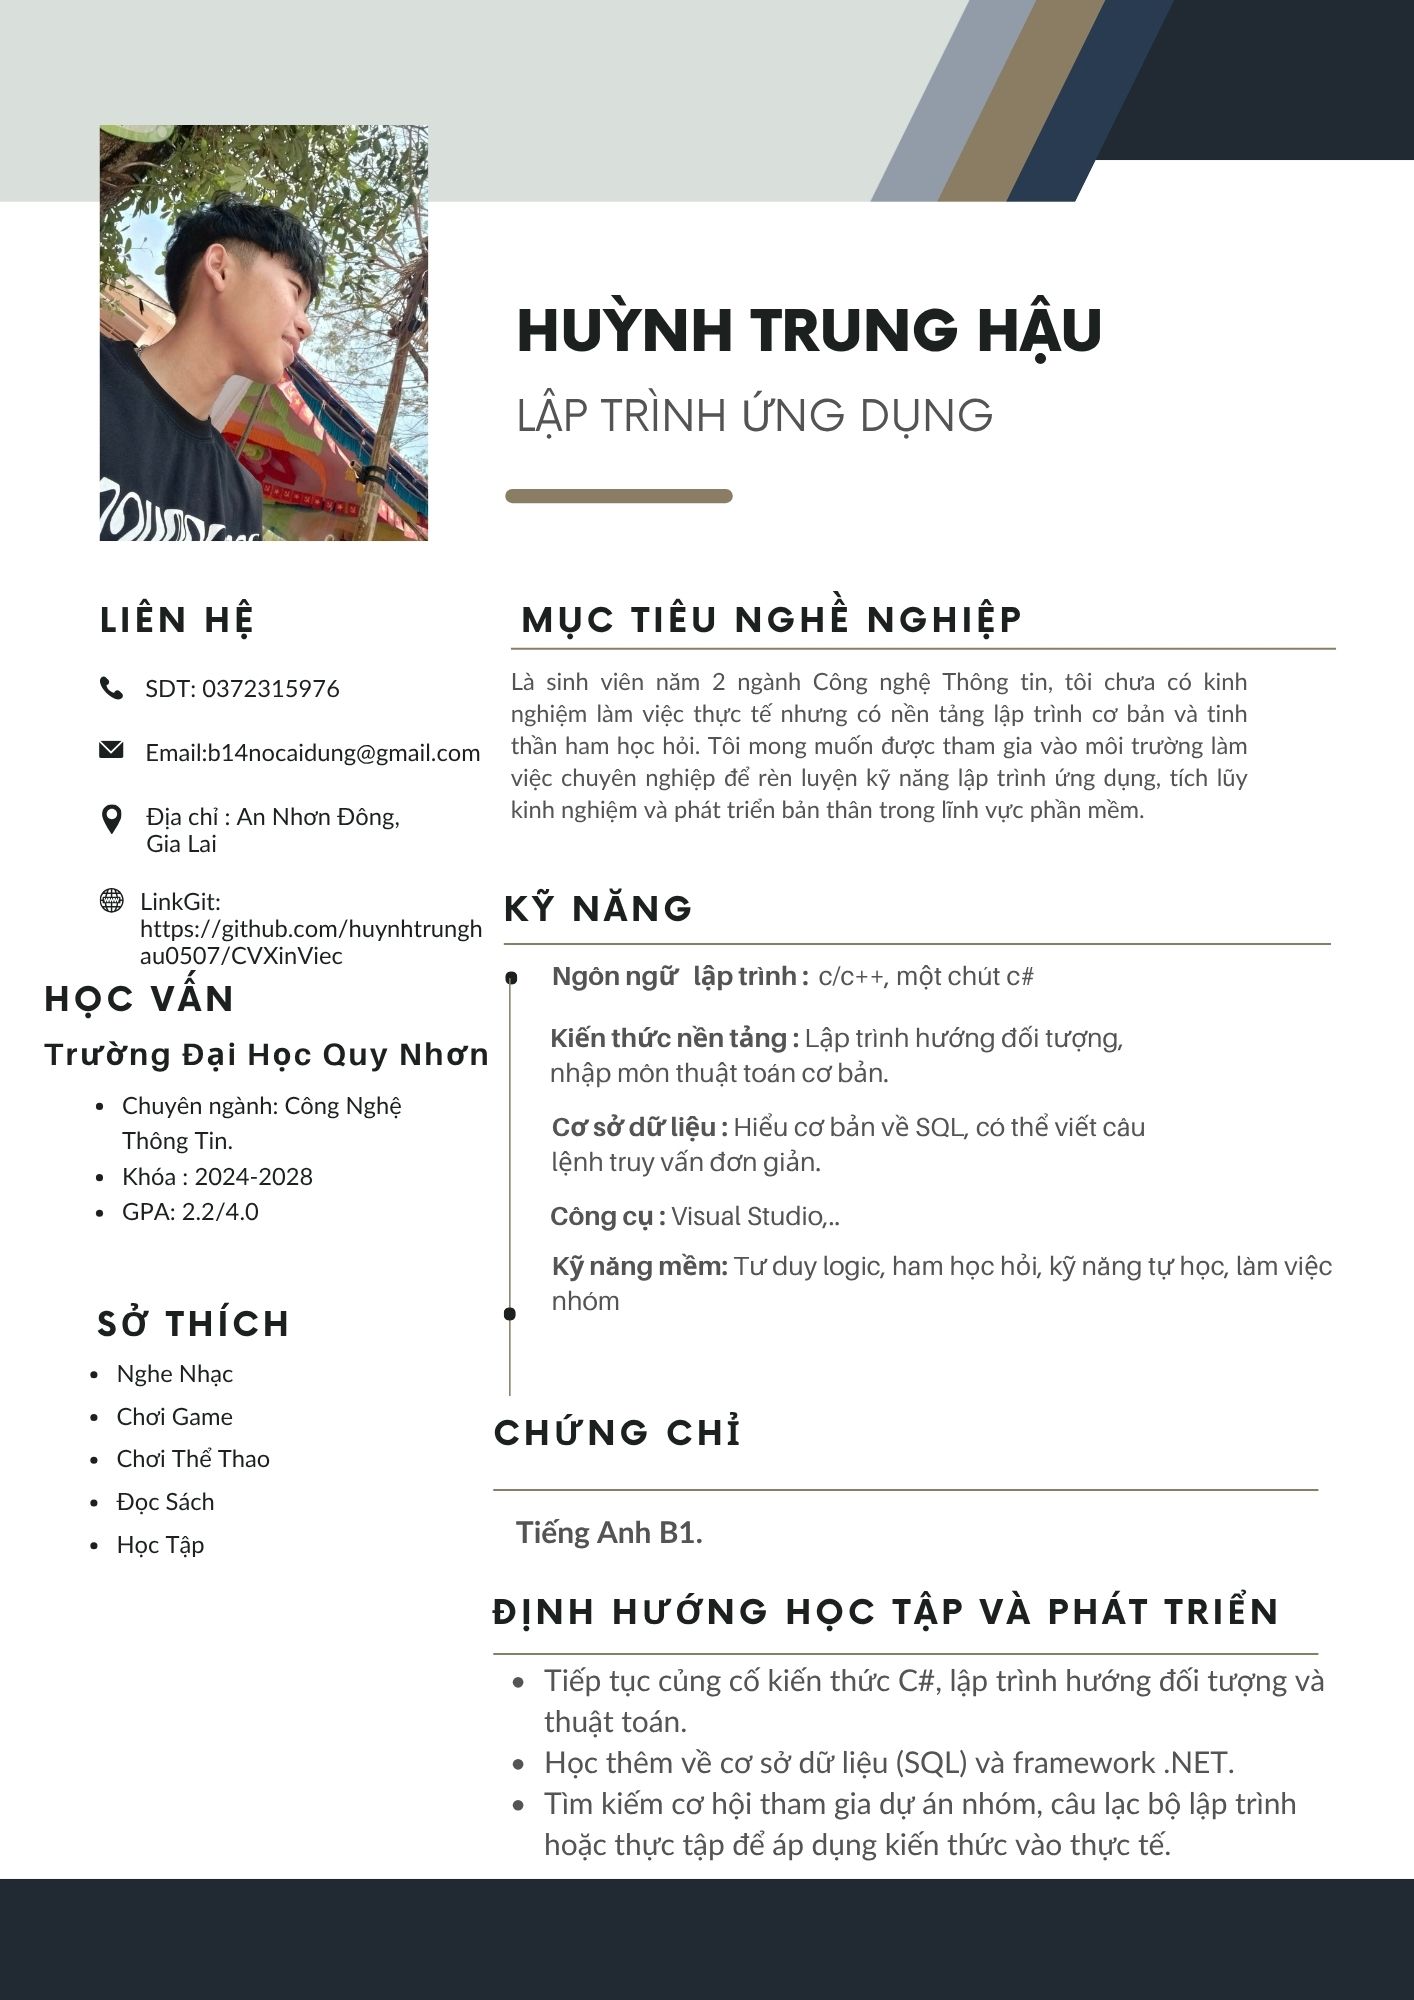 HUỲNH TRUNG HẬU
LẬP TRÌNH ỨNG DỤNG
LIÊN HỆ
SDT: 0372315976
Email:b14nocaidung@gmail.com
Địa chỉ : An Nhơn Đông,
Gia Lai
LinkGit:
https://github.com/huynhtrungh
au0507/CVXinViec
HỌC VẤN
Trường Đại Học Quy Nhơn
Chuyên ngành: Công Nghệ
Thông Tin.
Khóa : 2024-2028
GPA: 2.2/4.0
SỞ THÍCH
Nghe Nhạc
Chơi Game
Chơi Thể Thao
Đọc Sách
Học Tập
MỤC TIÊU NGHỀ NGHIỆP
Là sinh viên năm 2 ngành Công nghệ Thông tin, tôi chưa có kinh
nghiệm làm việc thực tế nhưng có nền tảng lập trình cơ bản và tinh
thần ham học hỏi. Tôi mong muốn được tham gia vào môi trường làm
việc chuyên nghiệp để rèn luyện kỹ năng lập trình ứng dụng, tích lũy
kinh nghiệm và phát triển bản thân trong lĩnh vực phần mềm.
KỸ NĂNG
Ngôn ngữ lập trình : c/c++, một chút c#
Kiến thức nền tảng : Lập trình hướng đối tượng,
nhập môn thuật toán cơ bản.
Cơ sở dữ liệu : Hiểu cơ bản về SQL, có thể viết câu
lệnh truy vấn đơn giản.
Công cụ : Visual Studio,..
Kỹ năng mềm: Tư duy logic, ham học hỏi, kỹ năng tự học, làm việc
nhóm
CHỨNG CHỈ
Tiếng Anh B1.
ĐỊNH HƯỚNG HỌC TẬP VÀ PHÁT TRIỂN
Tiếp tục củng cố kiến thức C#, lập trình hướng đối tượng và
thuật toán.
Học thêm về cơ sở dữ liệu (SQL) và framework .NET.
Tìm kiếm cơ hội tham gia dự án nhóm, câu lạc bộ lập trình
hoặc thực tập để áp dụng kiến thức vào thực tế.